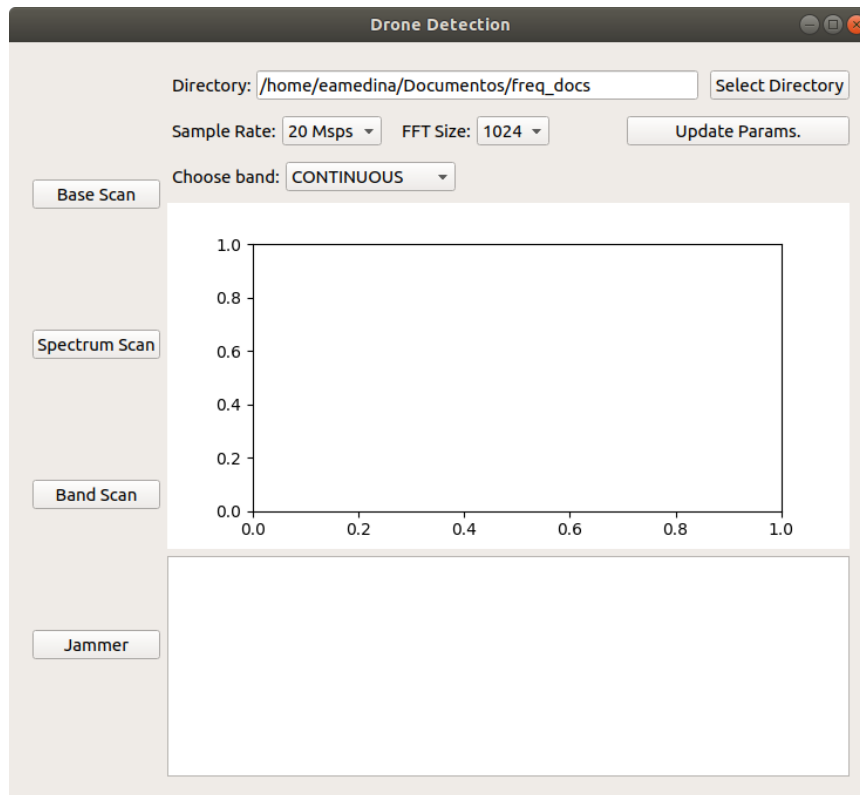 Drone Detection
Directory: /home/eamedina/Documentos/freq_docs Select Directory
Sample Rate: 20 Msps FFT Size: 1024 Update Params.
Choose band: CONTINUOUS
Base Scan
Spectrum Scan
Band Scan
Jammer
1.0
0.8
0.6
0.4
0.2
0.0
0.0 0.2 0.4 0.6 0.8 1.0